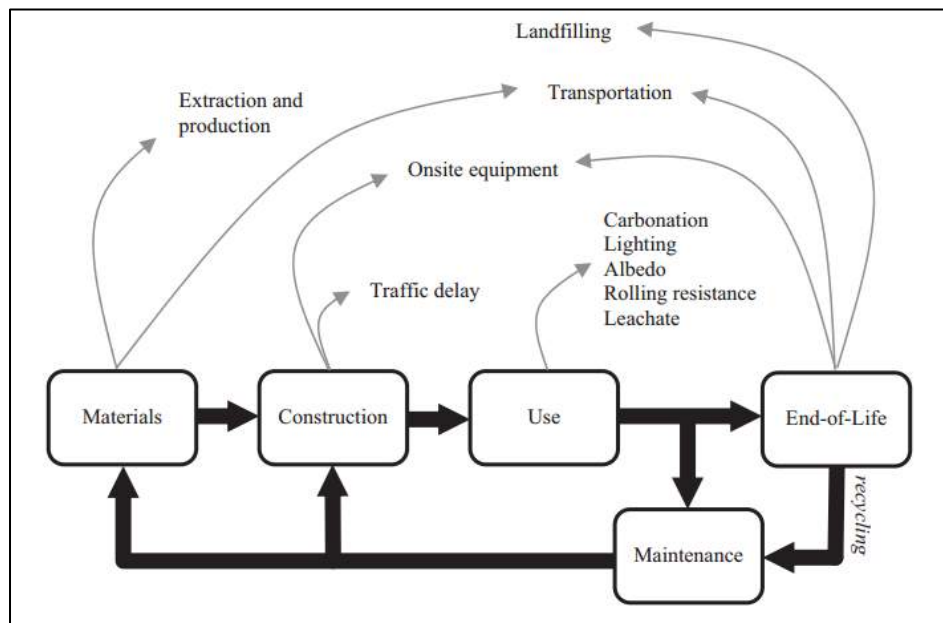 Landfilling
Transportation
Extraction and
production
Onsite equipment
Carbonation
Lighting
Albedo
Rolling resistance
Leachate
Traffic delay
Materials
Construction
Use
End-of-Life
recycling
Maintenance